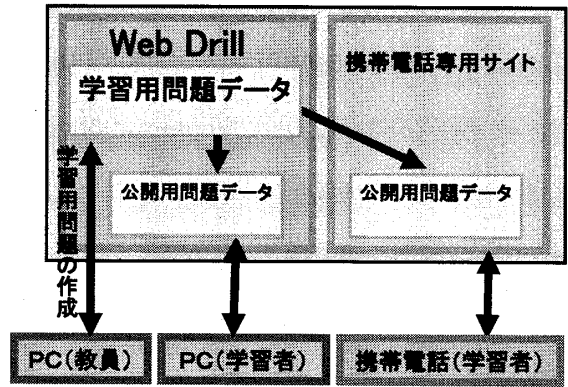 Web Drill
学習用問題データ
公開用問題データ
携帯電話専用サイト
公開用問題データ
学習用問題の作成
PC(教員)
PC(学習者)
携帯電話(学習者)